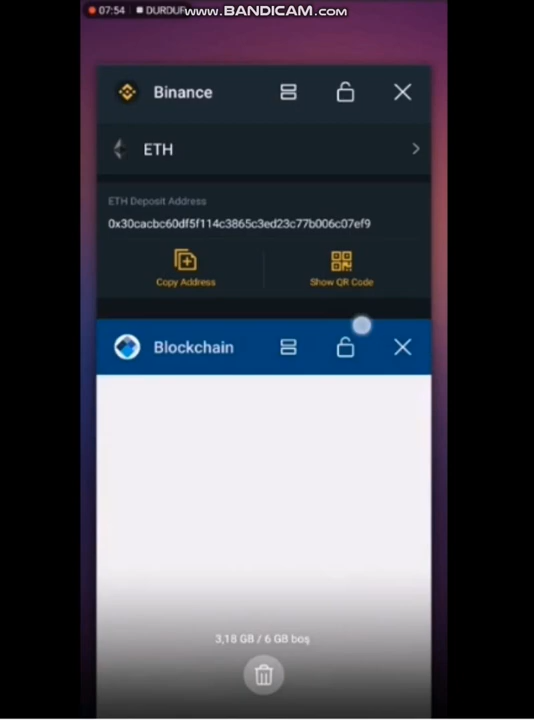 07:54 DURDUR
www.BANDICAM.com
Binance
ETH
ETH Deposit Address
0x30cacbc60df5f114c3865c3ed23c77b006c07ef9
Copy Address
Show QR Code
Blockchain
3,18 GB / 6 GB boş